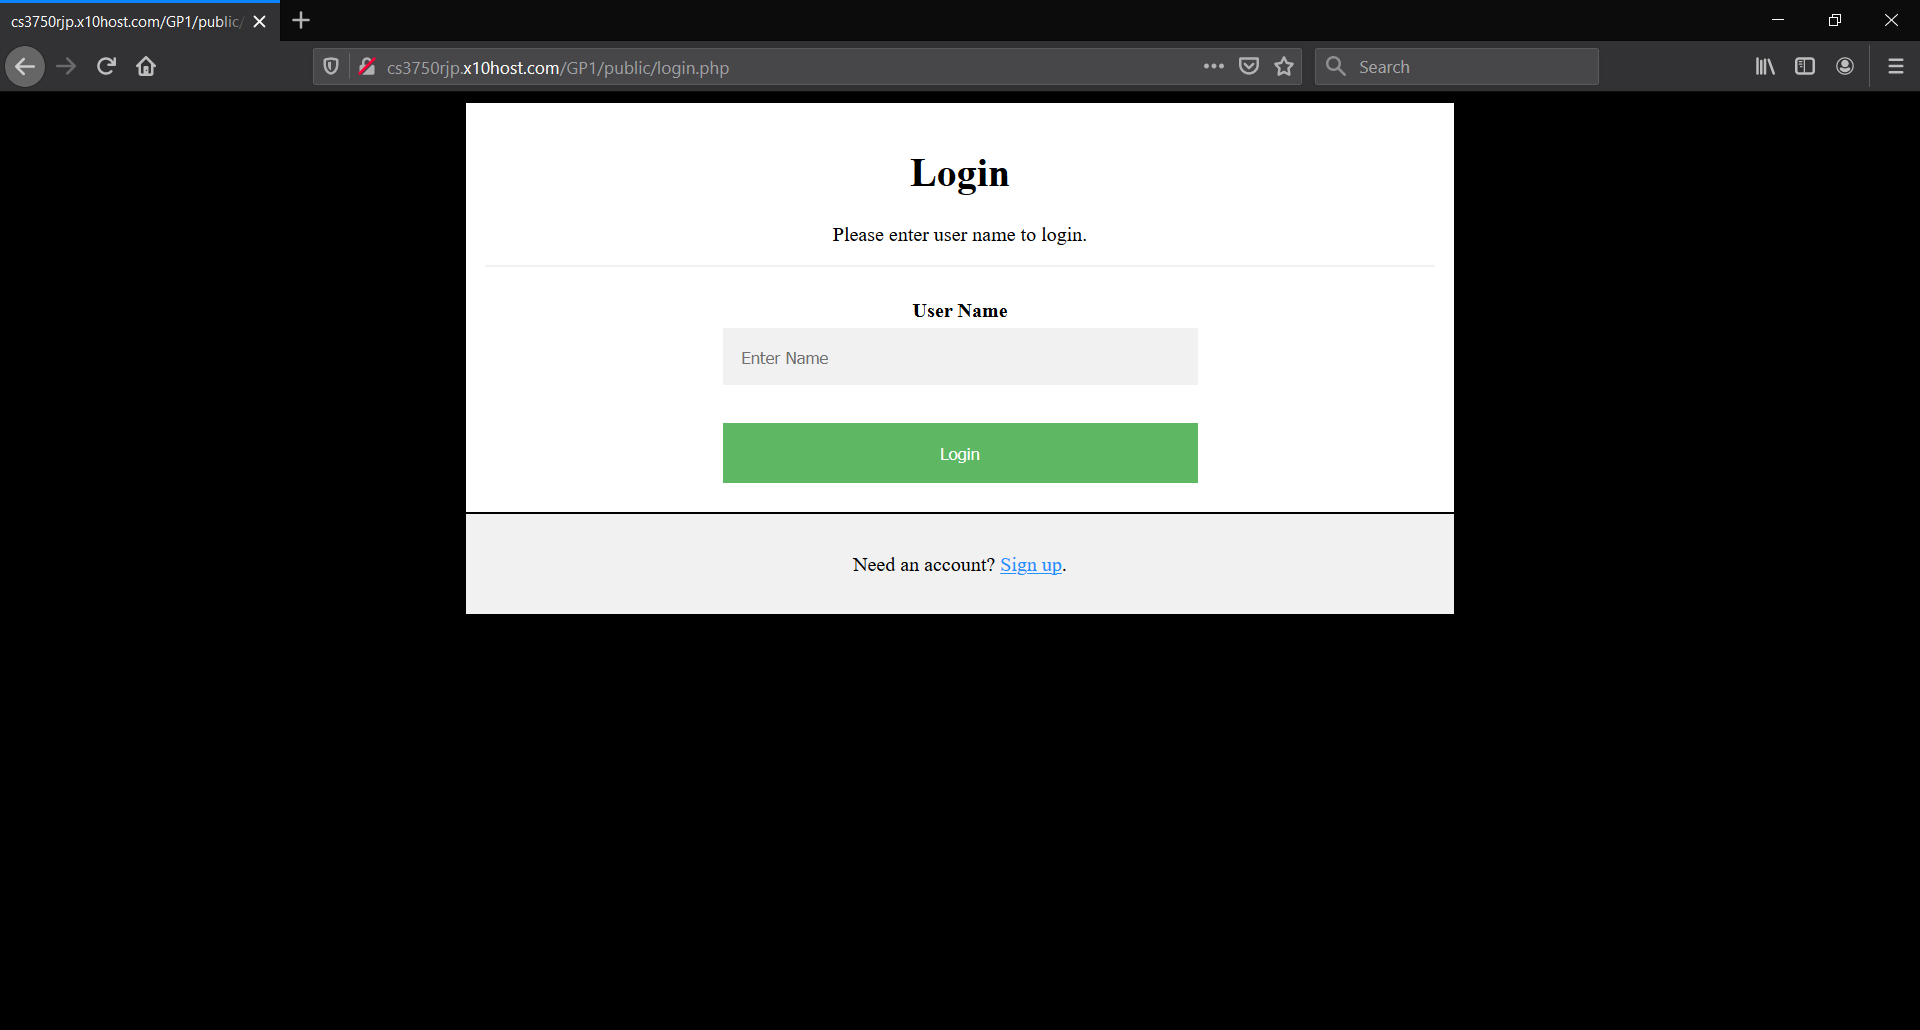 cs3750rjp.x10host.com/GP1/public/
cs3750rjp.x10host.com/GP1/public/login.php
Search
Login
Please enter user name to login.
User Name
Enter Name
Login
Need an account? Sign up.